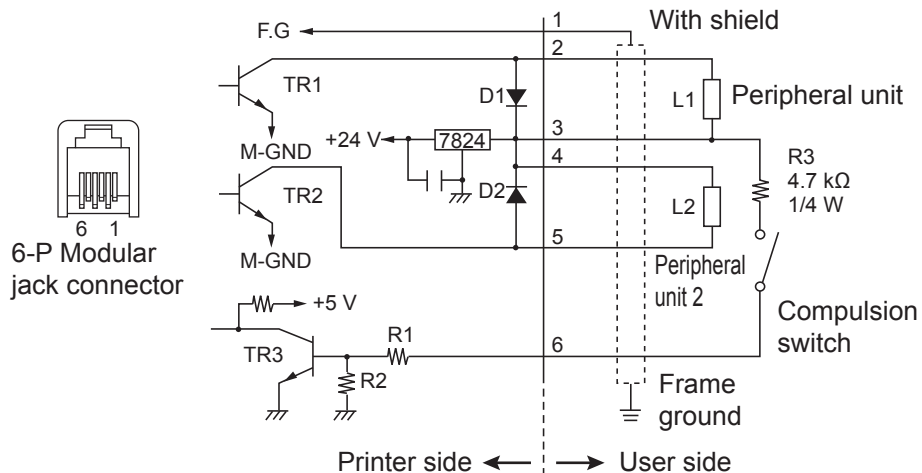 F.G
1
With shield
2
TR1
D1
L1
Peripheral unit
M-GND
+24 V
7824
3
4
R3
4.7 kΩ
1/4 W
TR2
D2
L2
6 1
6-P Modular
jack connector
M-GND
5
Peripheral
unit 2
+5 V
Compulsion
switch
TR3
R1
6
R2
Frame
ground
Printer side
User side